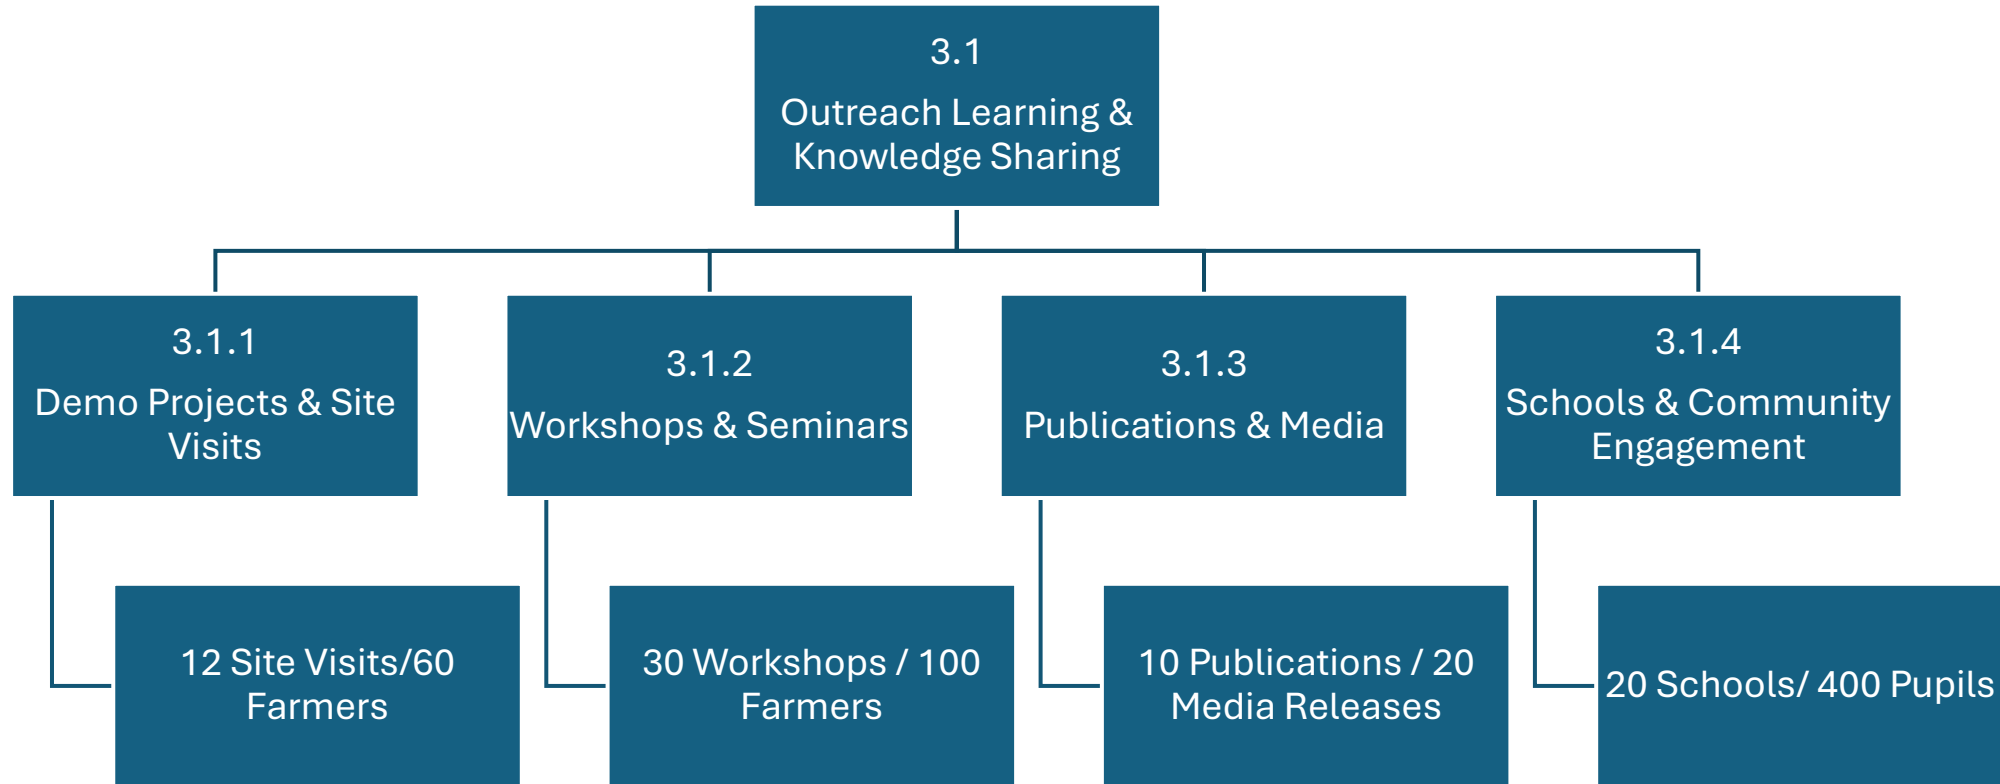 3.1
Outreach Learning &
Knowledge Sharing
3.1.1
Demo Projects & Site
Visits
3.1.2
Workshops & Seminars
3.1.3
Publications & Media
3.1.4
Schools & Community
Engagement
12 Site Visits/60
Farmers
30 Workshops / 100
Farmers
10 Publications / 20
Media Releases
20 Schools/ 400 Pupils